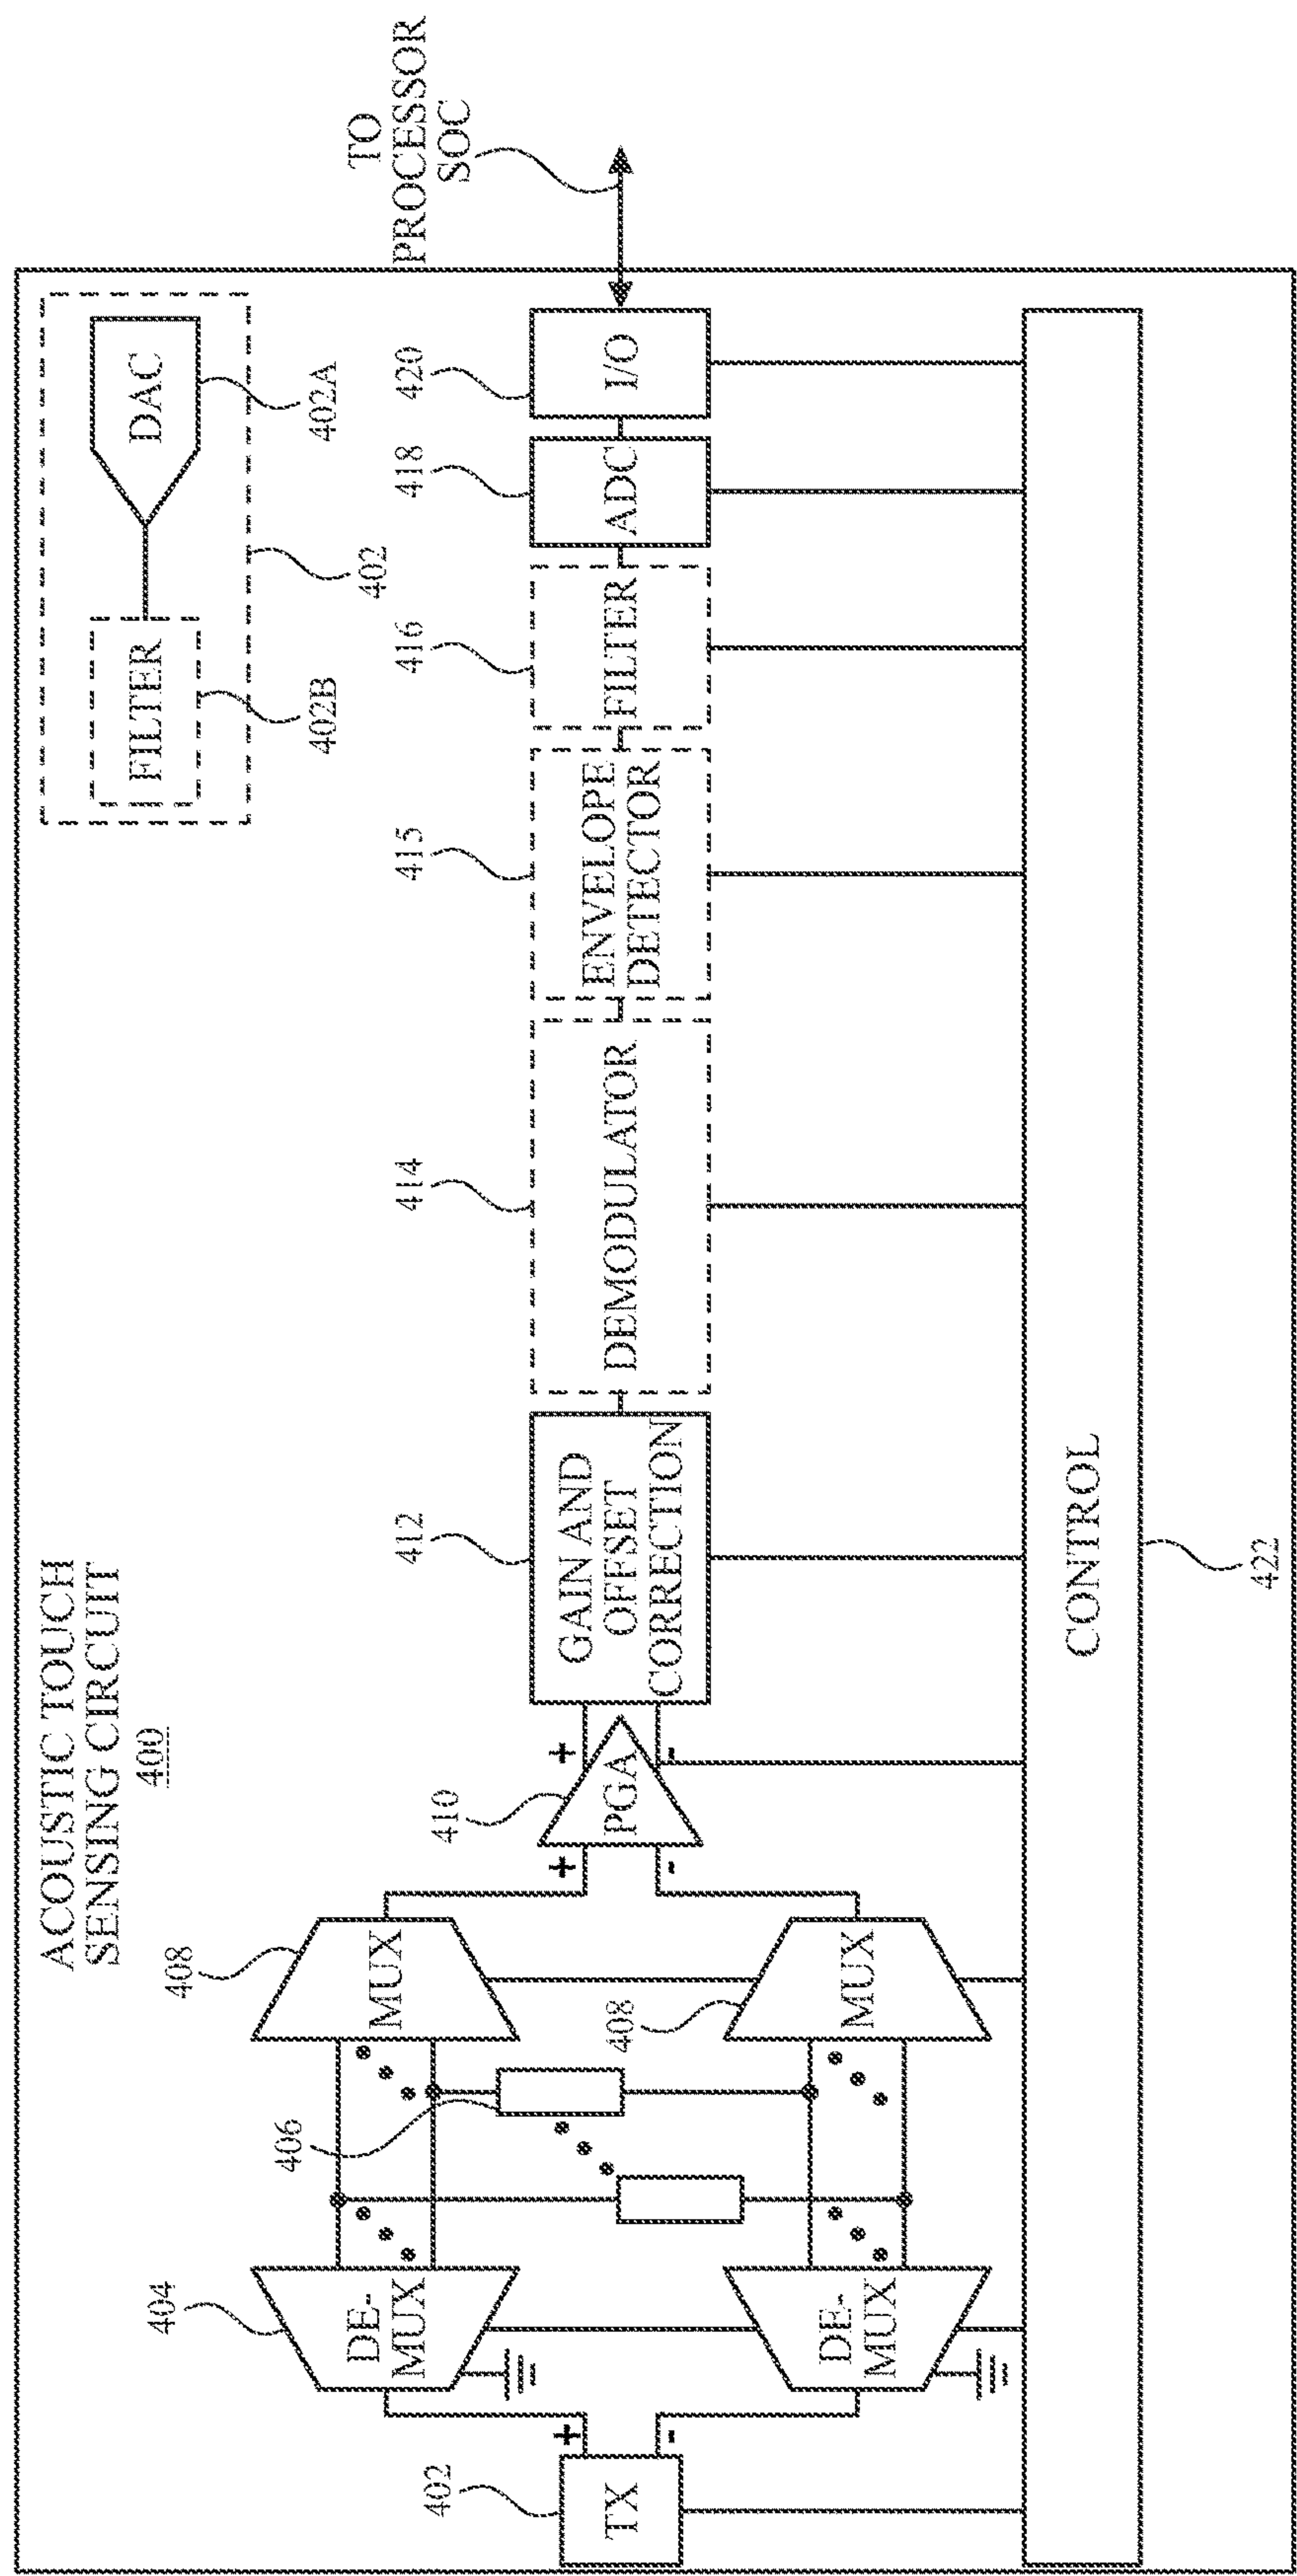 ACOUSTIC TOUCH
SENSING CIRCUIT
400
402
TX
+
-
404
DE-
MUX
DE-
MUX
406
408
MUX
408
MUX
+
-
410
PGA
+
-
412
GAIN AND
OFFSET
CORRECTION
414
DEMODULATOR
415
ENVELOPE
DETECTOR
416
FILTER
418
ADC
420
I/O
TO
PROCESSOR
SOC
FILTER
402B
DAC
402A
402
CONTROL
422